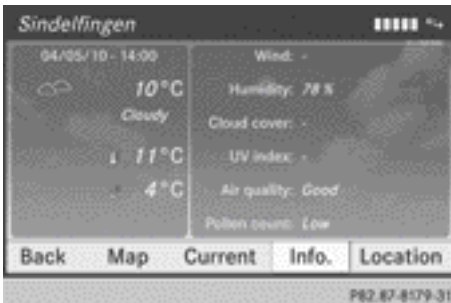 Sindelfingen
04/05/10 - 14:00
10°C
Cloudy
11°C
4°C
Wind: -
Humidity: 78 %
Cloud cover: -
UV index: -
Air quality: Good
Pollen count: Low
Back Map Current Info. Location
P82.87-8179-31